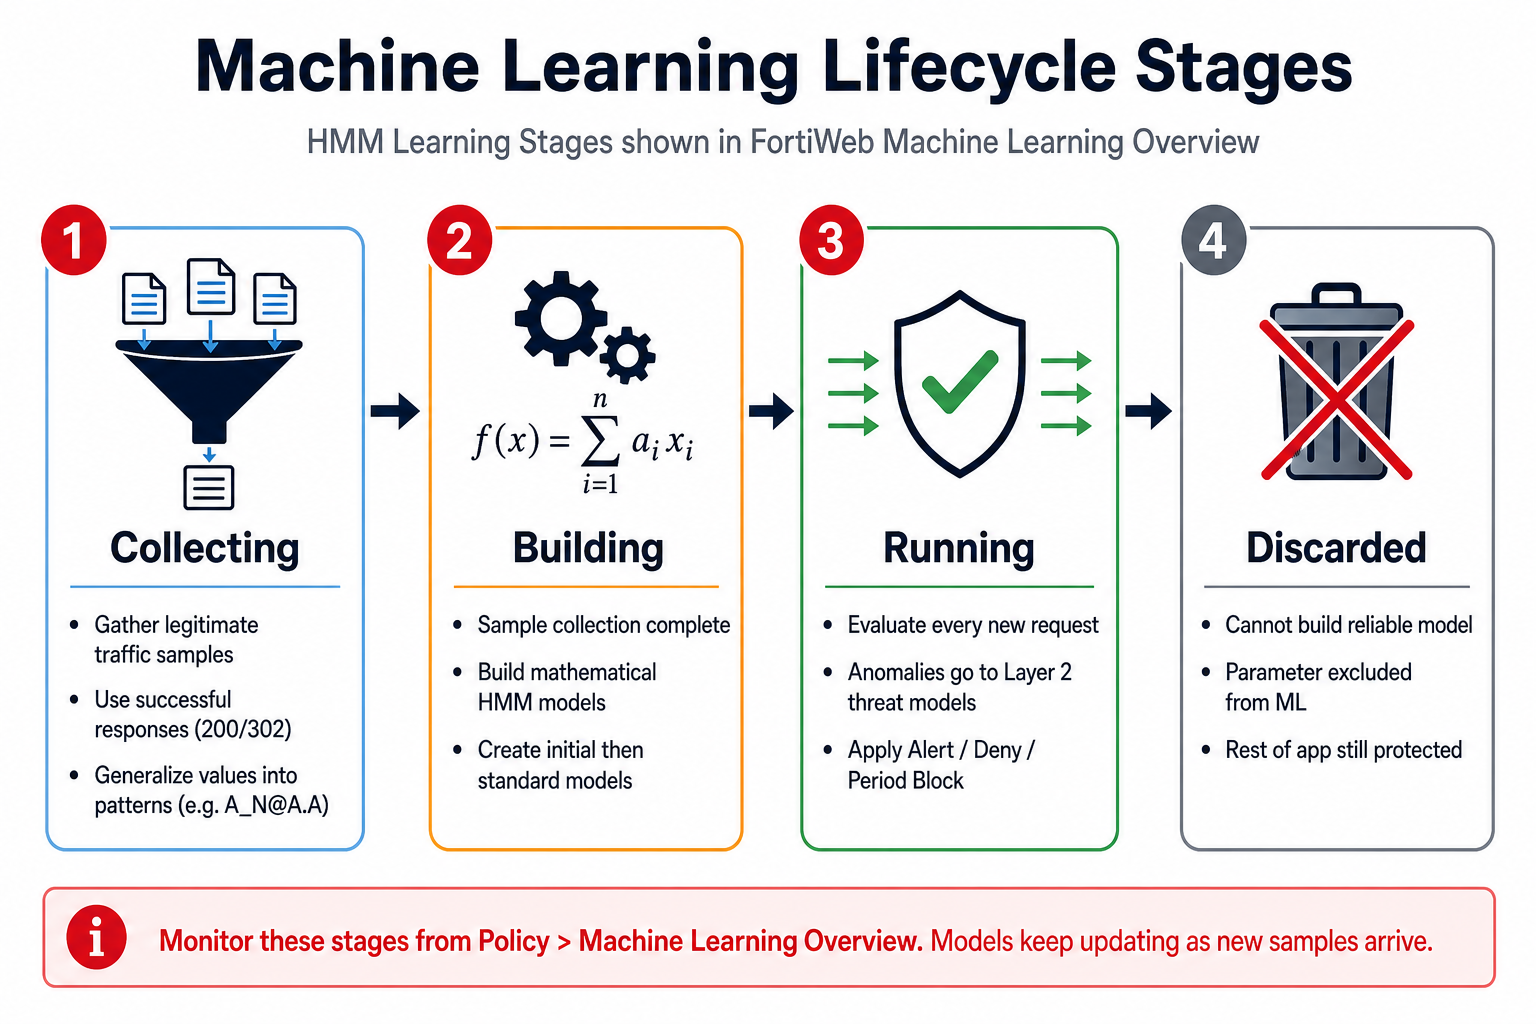 Machine Learning Lifecycle Stages
HMM Learning Stages shown in FortiWeb Machine Learning Overview
1
f(x) = ∑ a_i x_i
n
i=1
Collecting
• Gather legitimate
traffic samples
• Use successful
responses (200/302)
• Generalize values into
patterns (e.g. A_N@A.A)
2
Building
• Sample collection complete
• Build mathematical
HMM models
• Create initial then
standard models
3
Running
• Evaluate every new request
• Anomalies go to Layer 2
threat models
• Apply Alert / Deny /
Period Block
4
Discarded
• Cannot build reliable model
• Parameter excluded
from ML
• Rest of app still protected
i
Monitor these stages from Policy > Machine Learning Overview. Models keep updating as new samples arrive.